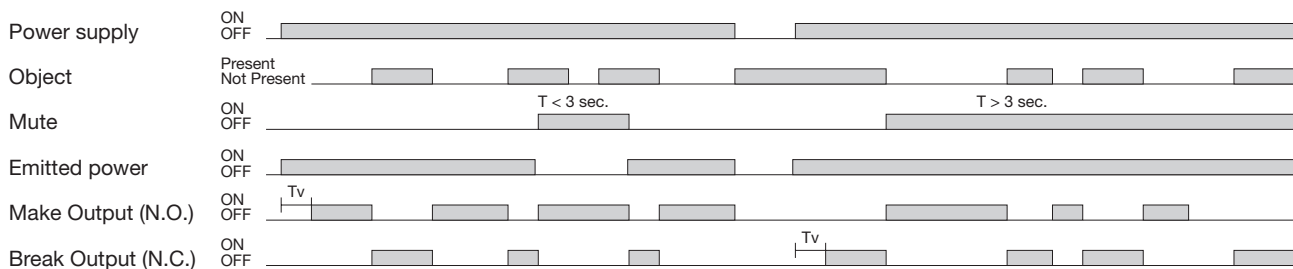 Power supply ON
OFF
Object Present
Not Present
Mute ON
OFF
T < 3 sec. T > 3 sec.
Emitted power ON
OFF
Make Output (N.O.) ON
OFF
Tv
Break Output (N.C.) ON
OFF
Tv